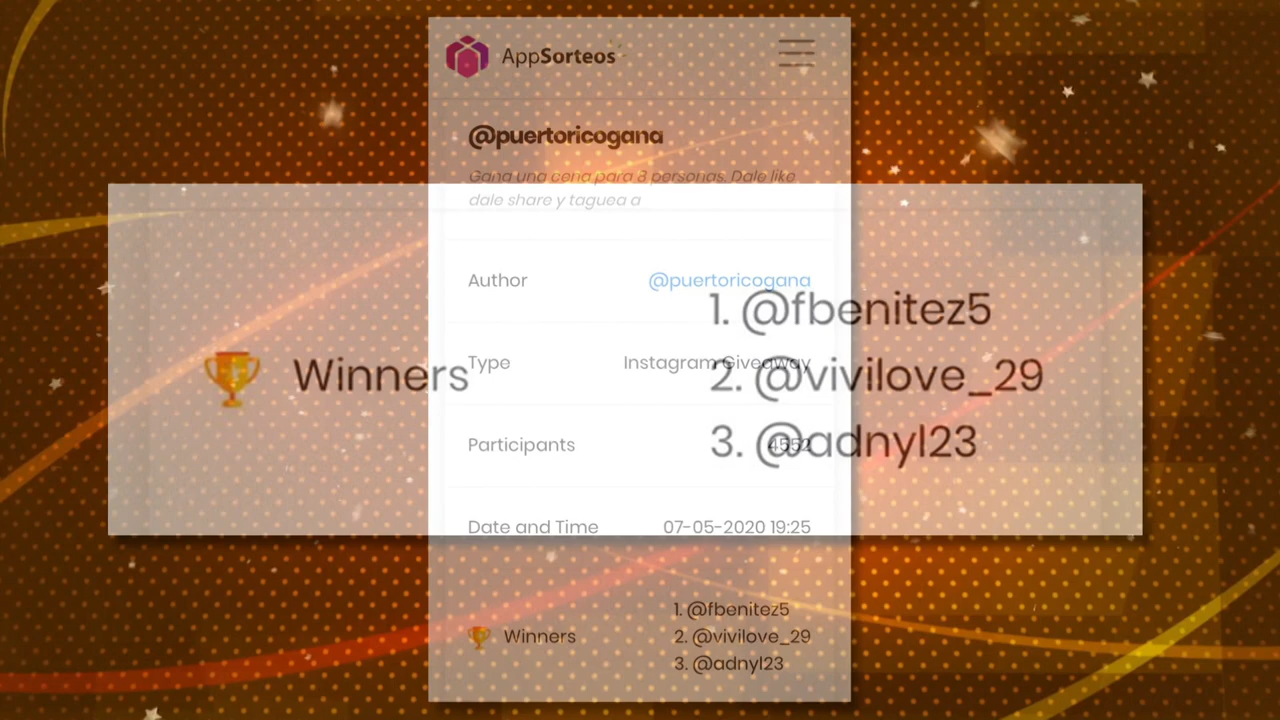 AppSorteos
@puertoricogana
Gana una cena para 8 personas. Dale like
dale share y taguea a
Author @puertoricogana
Type Instagram Giveaway
Participants 4552
Date and Time 07-05-2020 19:25
Winners
1. @fbenitez5
2. @vivilove_29
3. @adnyl23
Winners
1. @fbenitez5
2. @vivilove_29
3. @adnyl23